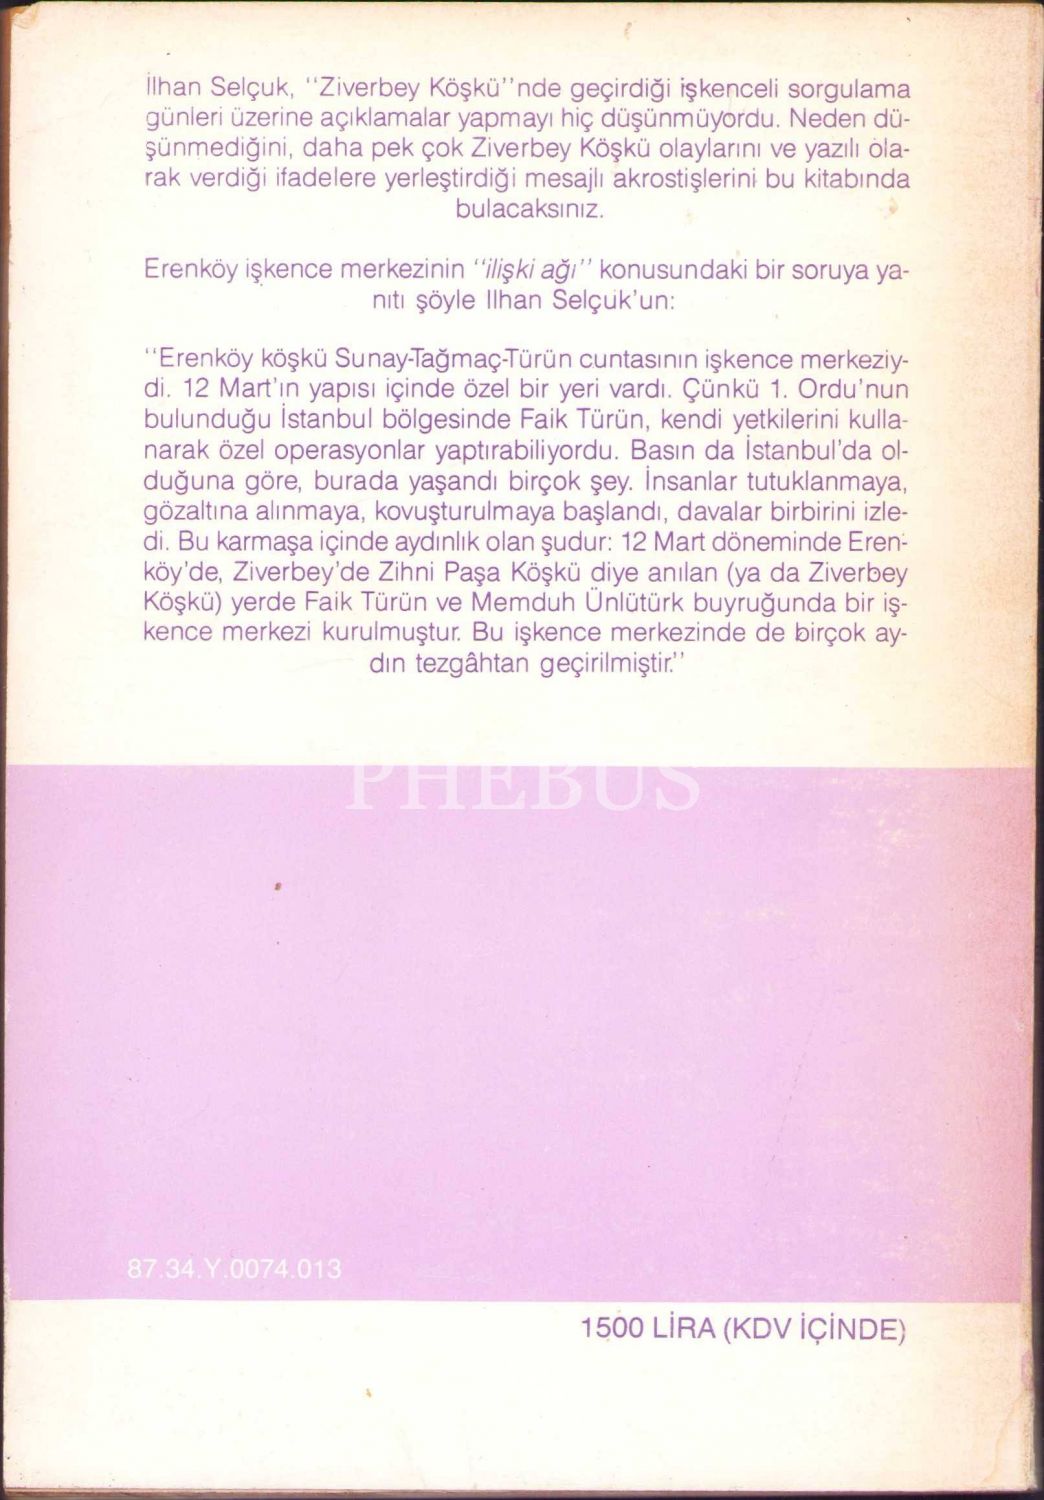 İlhan Selçuk, "Ziverbey Köşkü"nde geçirdiği işkenceli sorgulama
günleri üzerine açıklamalar yapmayı hiç düşünmüyordu. Neden dü-
şünmediğini, daha pek çok Ziverbey Köşkü olaylarını ve yazılı ola-
rak verdiği ifadelere yerleştirdiği mesajlı akrostişlerini bu kitabında
bulacaksınız.
Erenköy işkence merkezinin "ilişki ağı" konusundaki bir soruya ya-
nıtı şöyle İlhan Selçuk'un:
"Erenköy köşkü Sunay-Tağmaç-Türün cuntasının işkence merkeziy-
di. 12 Mart'ın yapısı içinde özel bir yeri vardı. Çünkü 1. Ordu'nun
bulunduğu İstanbul bölgesinde Faik Türün, kendi yetkilerini kulla-
narak özel operasyonlar yaptırabiliyordu. Basın da İstanbul'da ol-
duğuna göre, burada yaşandı birçok şey. İnsanlar tutuklanmaya,
gözaltına alınmaya, kovuşturulmaya başlandı, davalar birbirini izle-
di. Bu karmaşa içinde aydınlık olan şudur: 12 Mart döneminde Eren-
köy'de, Ziverbey'de Zihni Paşa Köşkü diye anılan (ya da Ziverbey
Köşkü) yerde Faik Türün ve Memduh Ünlütürk buyruğunda bir iş-
kence merkezi kurulmuştur. Bu işkence merkezinde de birçok ay-
dın tezgâhtan geçirilmiştir."
PHEBUS
87.34.Y.0074.013
1500 LİRA (KDV İÇİNDE)